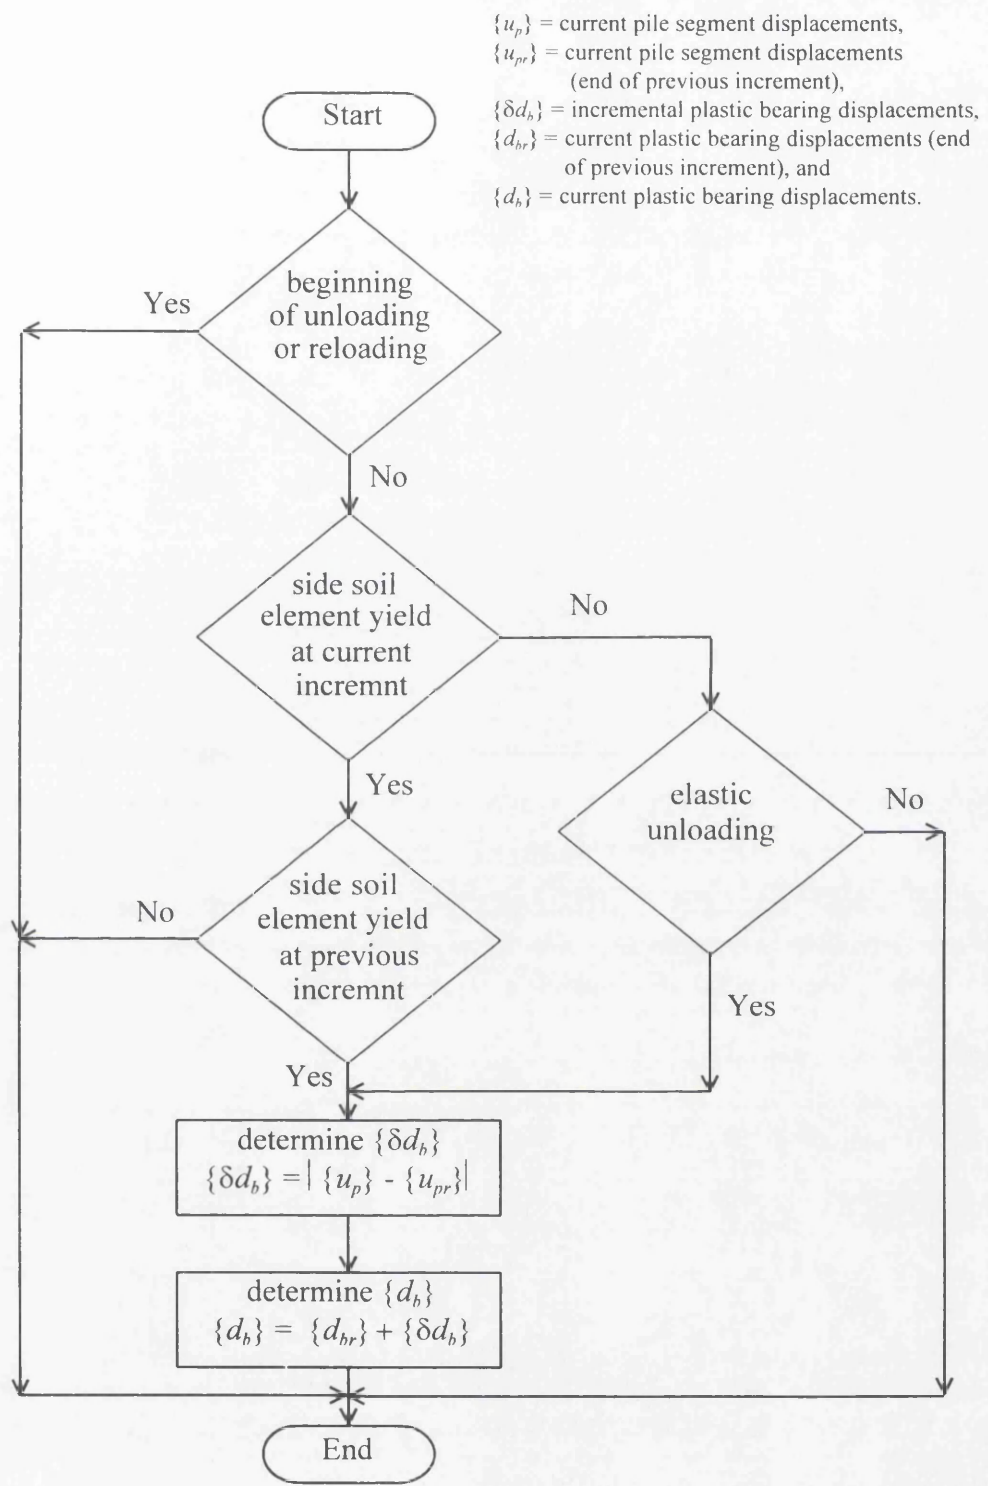 {u_p} = current pile segment displacements,
{u_pr} = current pile segment displacements
(end of previous increment),
{δd_b} = incremental plastic bearing displacements,
{d_br} = current plastic bearing displacements (end
of previous increment), and
{d_b} = current plastic bearing displacements.
Start
beginning
of unloading
or reloading
Yes
No
side soil
element yield
at current
incremnt
No
Yes
elastic
unloading
No
side soil
element yield
at previous
incremnt
No
Yes
Yes
determine {δd_b}
{δd_b} = | {u_p} - {u_pr}|
determine {d_b}
{d_b} = {d_br} + {δd_b}
End